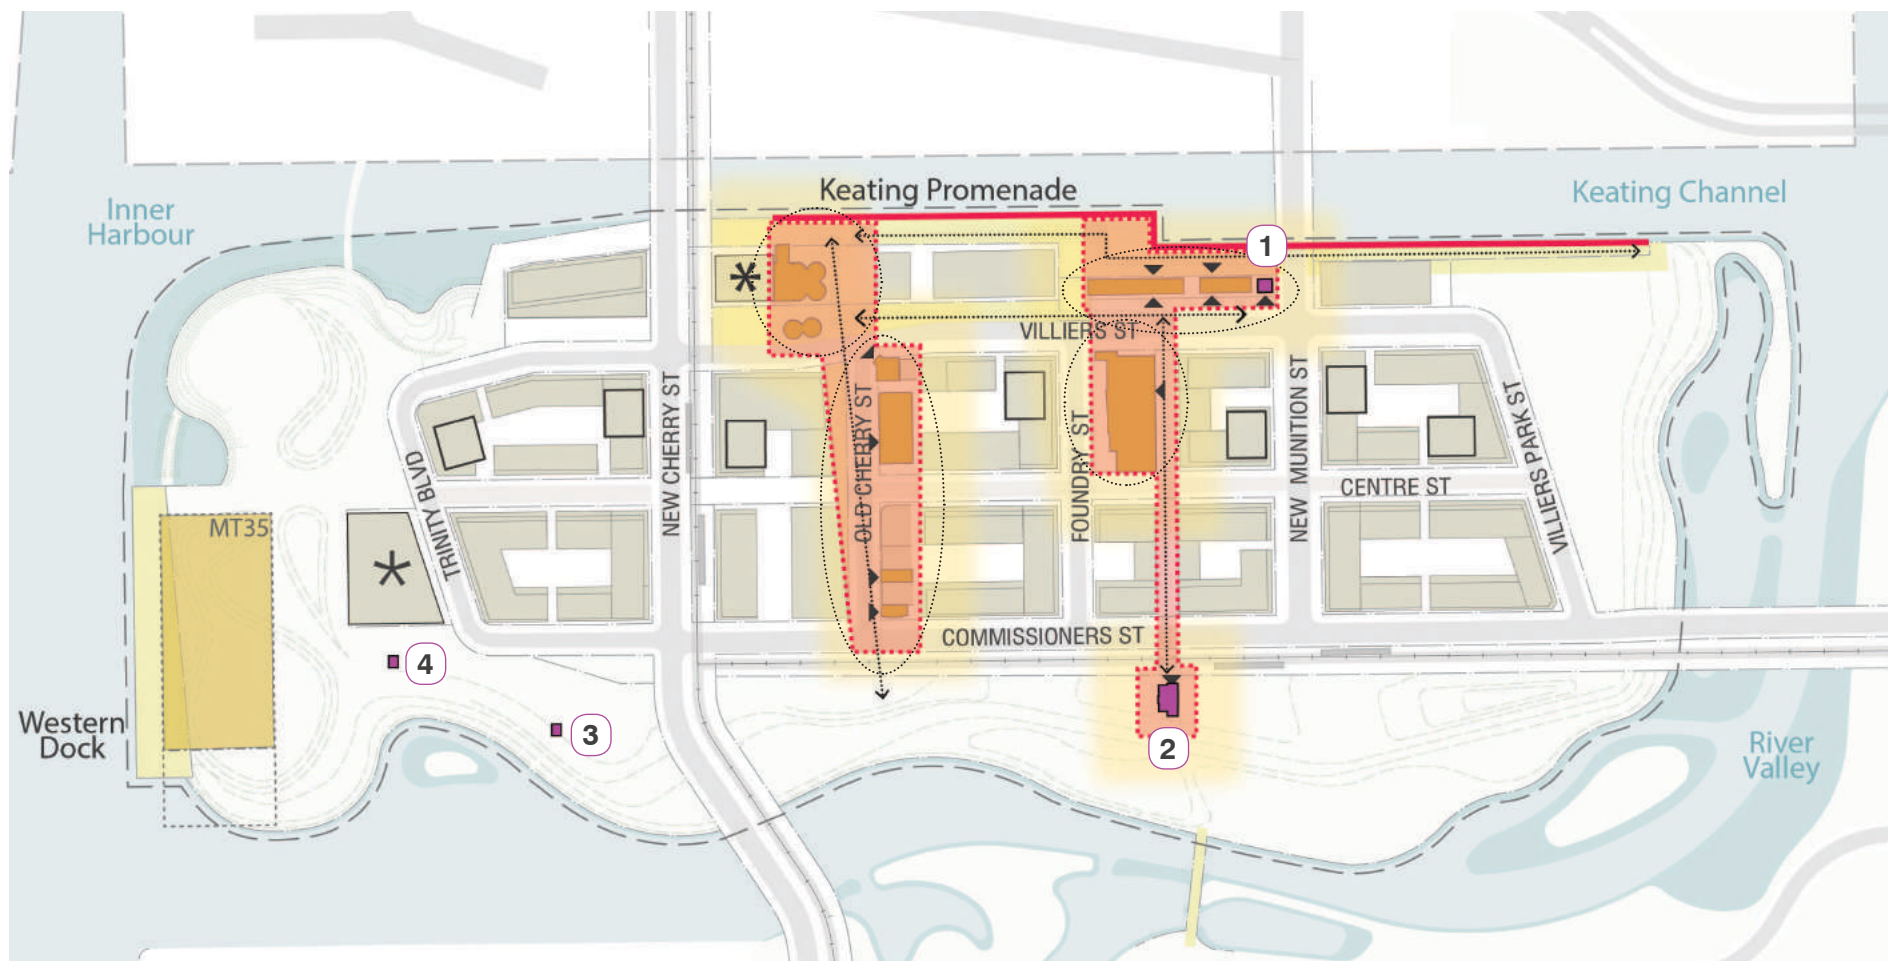 Keating Promenade
Keating Channel
Inner
Harbour
1
VILLIERS ST
NEW CHERRY ST
OLD CHERRY ST
FOUNDRY ST
NEW MUNITION ST
VILLIERS PARK ST
TRINITY BLVD
CENTRE ST
MT35
COMMISSIONERS ST
4
3
2
Western
Dock
River
Valley